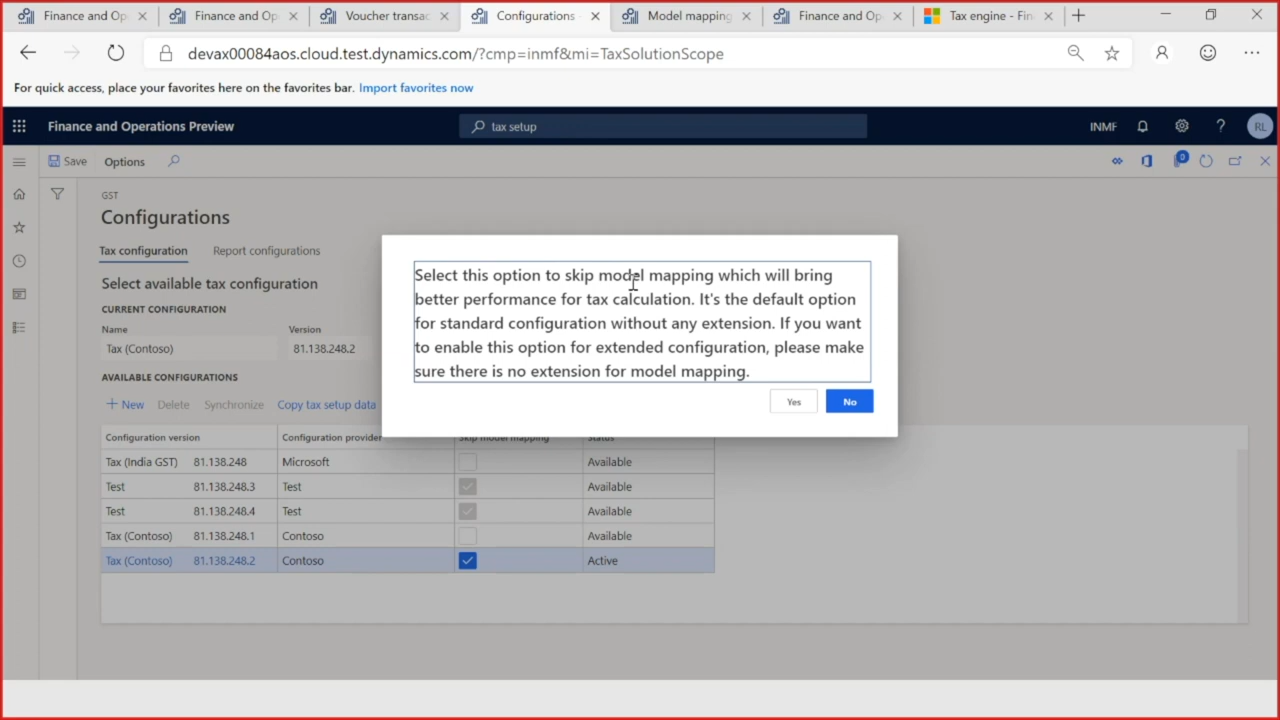 Finance and Op
Finance and Op
Voucher transac
Configurations
Model mapping
Finance and Op
Tax engine - Fin
devax00084aos.cloud.test.dynamics.com/?cmp=inmf&mi=TaxSolutionScope
For quick access, place your favorites here on the favorites bar. Import favorites now
Finance and Operations Preview
tax setup
INMF
?
RL
Save
Options
0
GST
Configurations
Tax configuration
Report configurations
Select available tax configuration
CURRENT CONFIGURATION
Name
Version
Tax (Contoso)
81.138.248.2
AVAILABLE CONFIGURATIONS
+ New
Delete
Synchronize
Copy tax setup data
Select this option to skip model mapping which will bring
better performance for tax calculation. It's the default option
for standard configuration without any extension. If you want
to enable this option for extended configuration, please make
sure there is no extension for model mapping.
Yes
No
Configuration version
Configuration provider
Skip model mapping
Status
Tax (India GST) 81.138.248 Microsoft Available
Test 81.138.248.3 Test Available
Test 81.138.248.4 Test Available
Tax (Contoso) 81.138.248.1 Contoso Available
Tax (Contoso) 81.138.248.2 Contoso Active